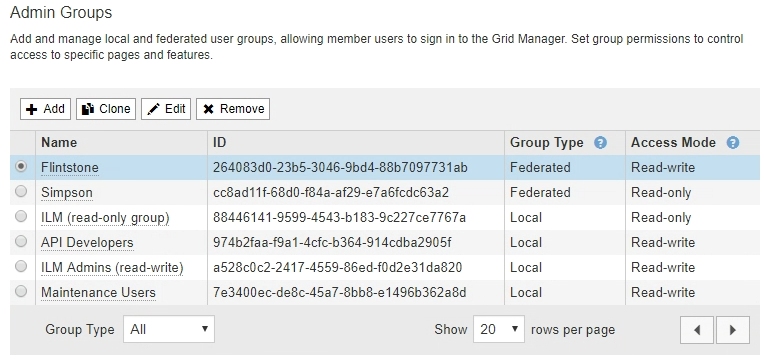 Admin Groups
Add and manage local and federated user groups, allowing member users to sign in to the Grid Manager. Set group permissions to control
access to specific pages and features.
Add Clone Edit Remove
Name ID Group Type Access Mode
Flintstone 264083d0-23b5-3046-9bd4-88b7097731ab Federated Read-write
Simpson cc8ad11f-68d0-f84a-af29-e7a6fcdc63a2 Federated Read-only
ILM (read-only group) 88446141-9599-4543-b183-9c227ce7767a Local Read-only
API Developers 974b2faa-f9a1-4cfc-b364-914cdba2905f Local Read-write
ILM Admins (read-write) a528c0c2-2417-4559-86ed-f0d2e31da820 Local Read-write
Maintenance Users 7e3400ec-de8c-45a7-8bb8-e1496b362a8d Local Read-write
Group Type All Show 20 rows per page